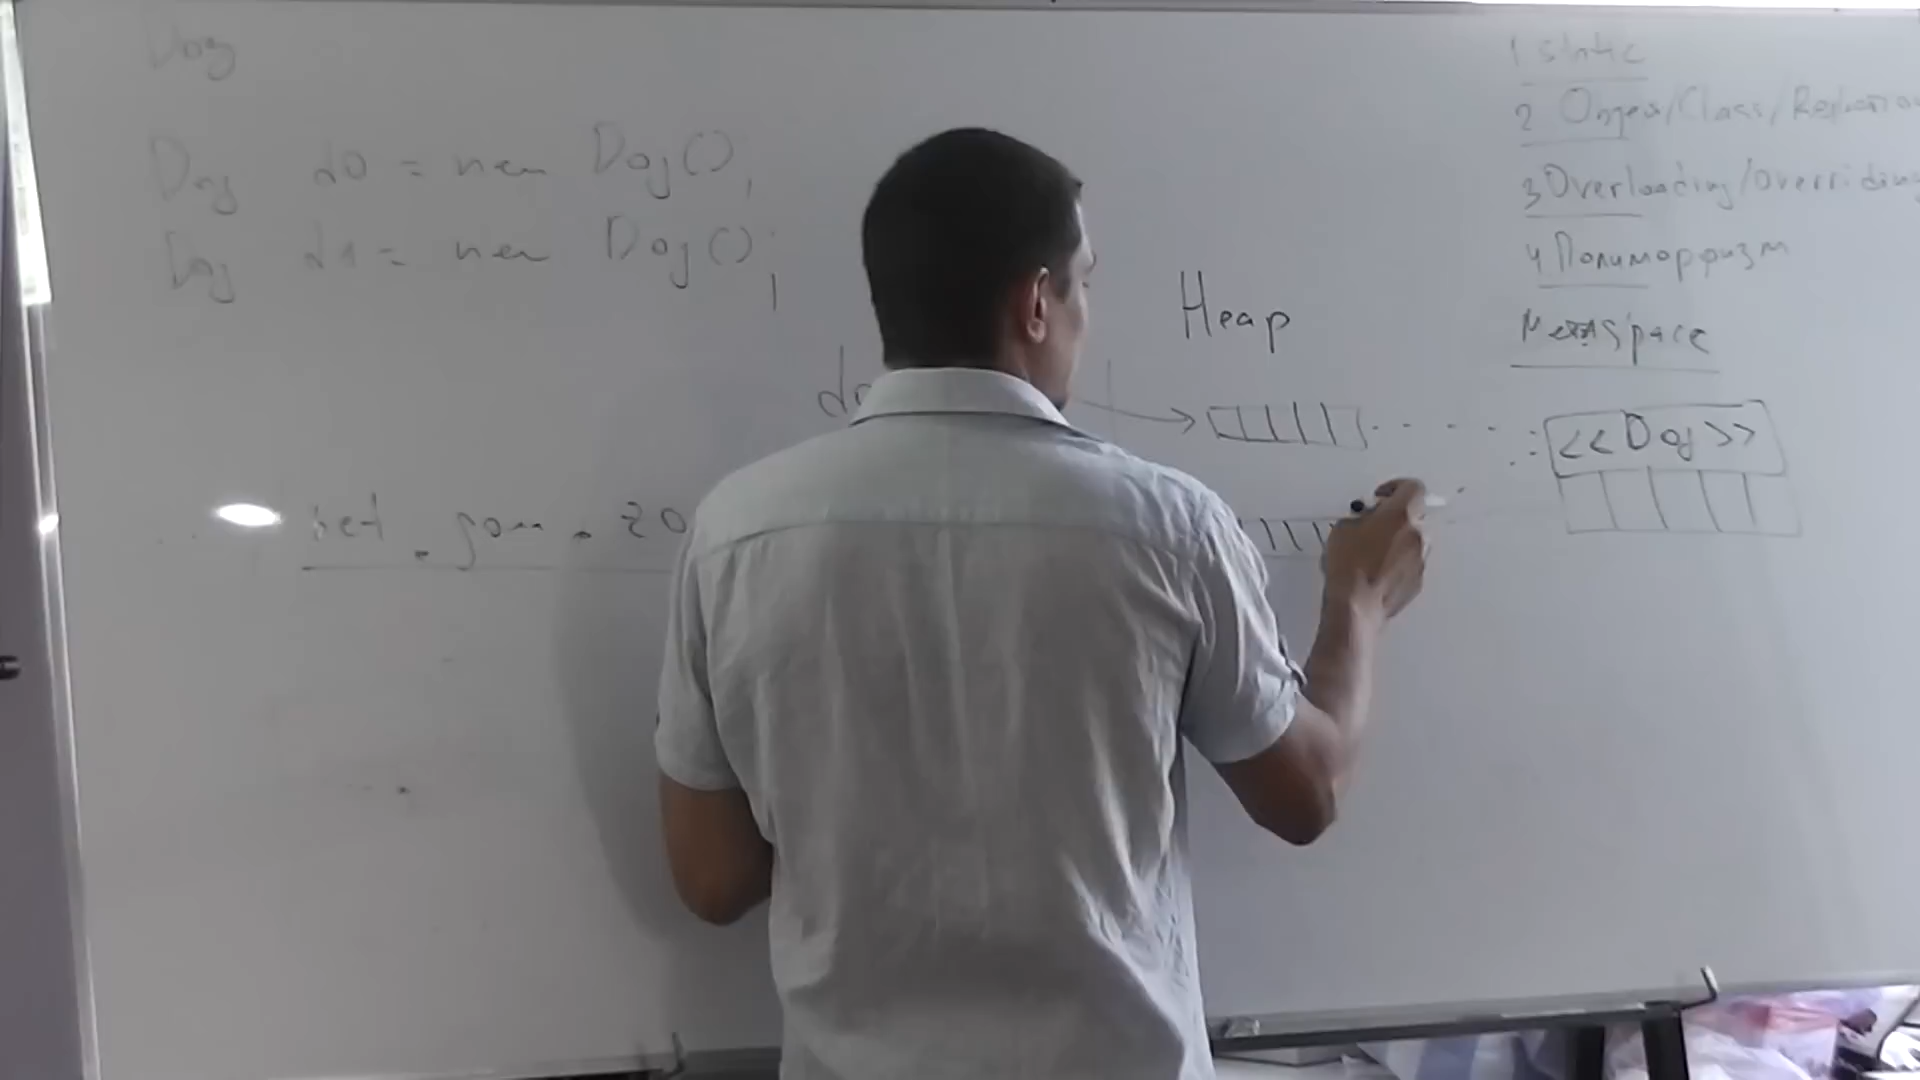 Dog
Dog d0 = new Dog();
Dog d1 = new Dog();
Heap
1 static
2 Object/Class/
3 Overloading/Overriding
4 Полиморфизм
Metaspace
<<Dog>>